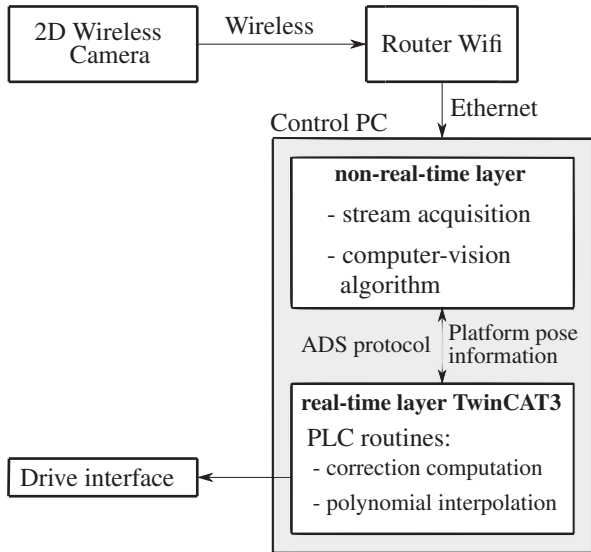 2D Wireless
Camera
Wireless
Router Wifi
Ethernet
Control PC
non-real-time layer
- stream acquisition
- computer-vision
algorithm
ADS protocol
Platform pose
information
real-time layer TwinCAT3
PLC routines:
- correction computation
- polynomial interpolation
Drive interface